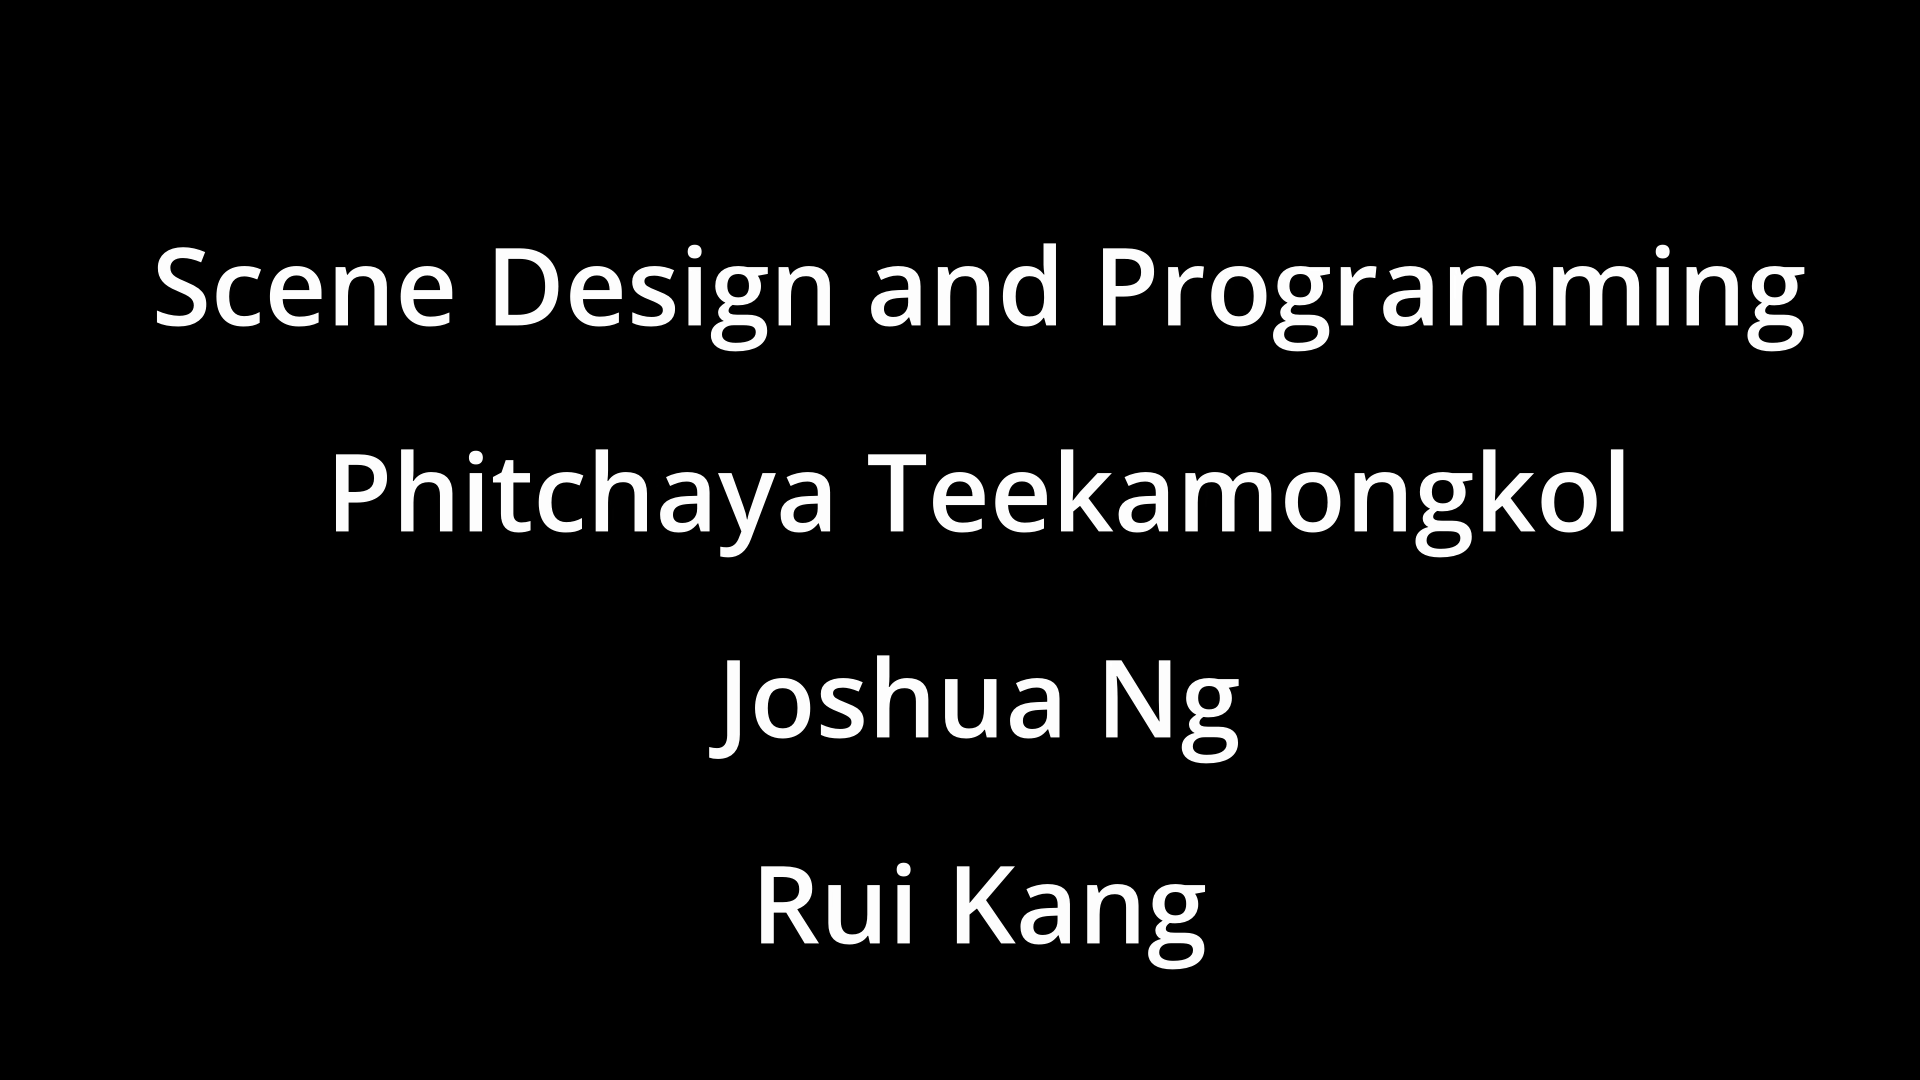 Scene Design and Programming
Phitchaya Teekamongkol
Joshua Ng
Rui Kang